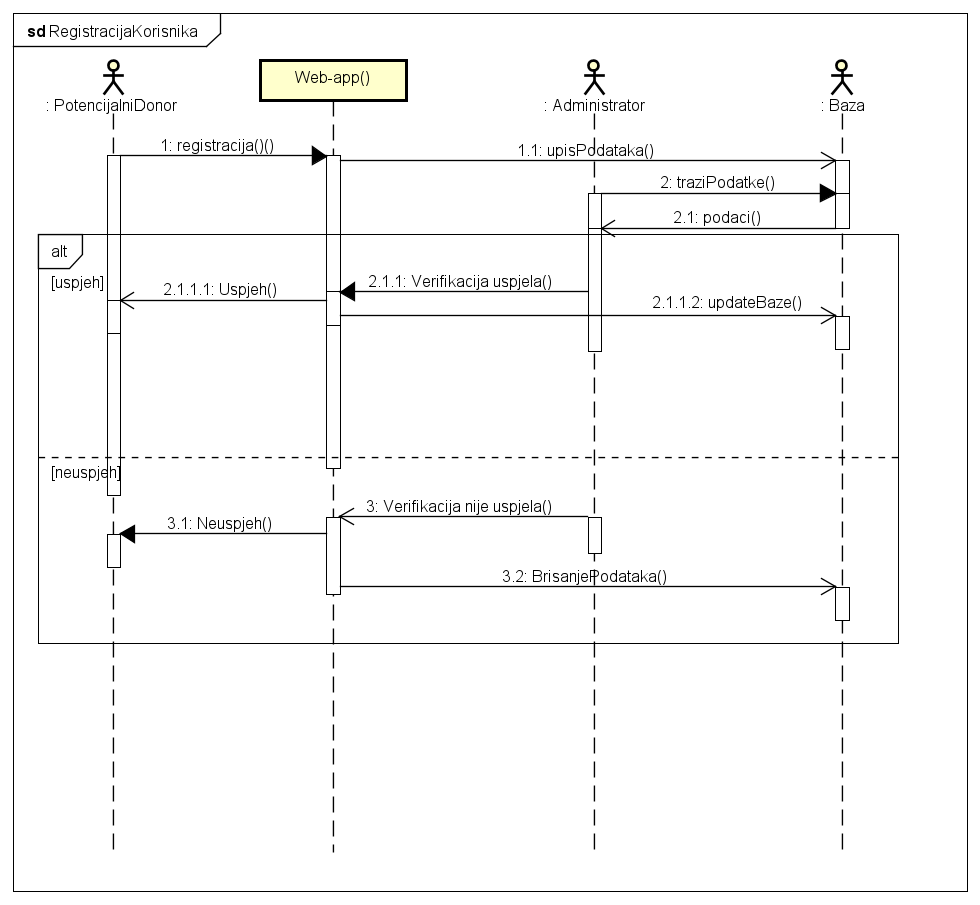 sd RegistracijaKorisnika
: PotencijalniDonor
Web-app()
: Administrator
: Baza
1: registracija()()
1.1: upisPodataka()
2: traziPodatke()
2.1: podaci()
alt
[uspjeh]
2.1.1: Verifikacija uspjela()
2.1.1.1: Uspjeh()
2.1.1.2: updateBaze()
[neuspjeh]
3: Verifikacija nije uspjela()
3.1: Neuspjeh()
3.2: BrisanjePodataka()